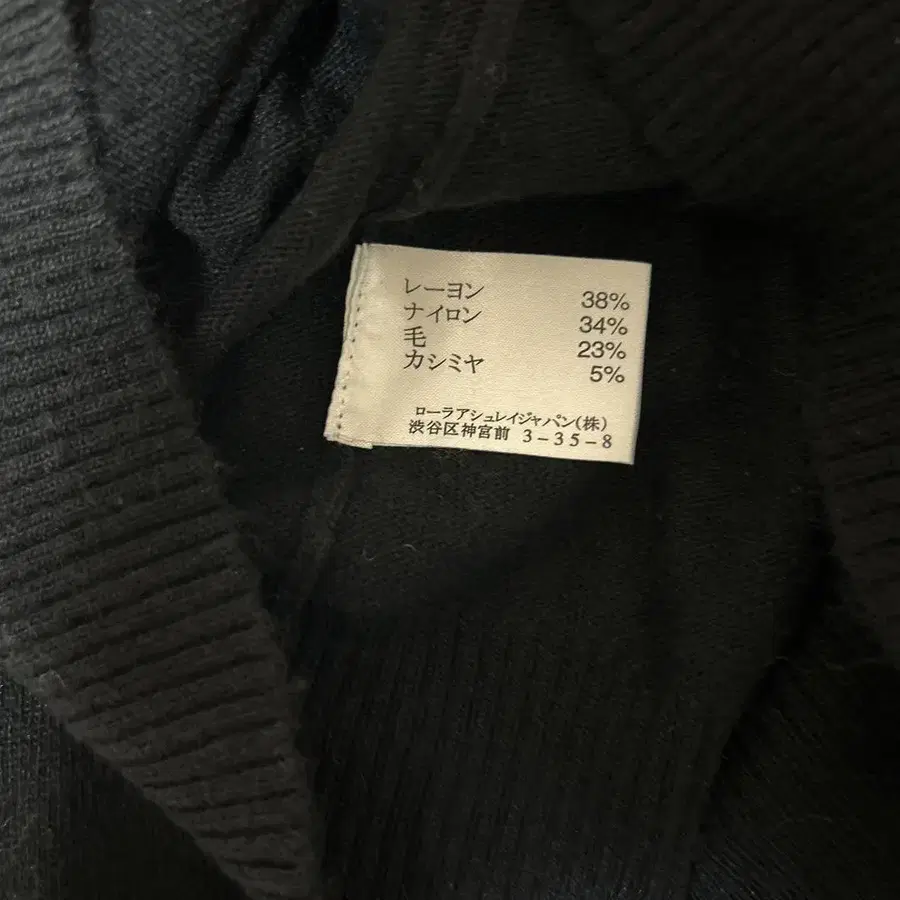 レーヨン 38%
ナイロン 34%
毛 23%
カシミヤ 5%
ローラアシュレイジャパン(株)
渋谷区神宮前 3-35-8